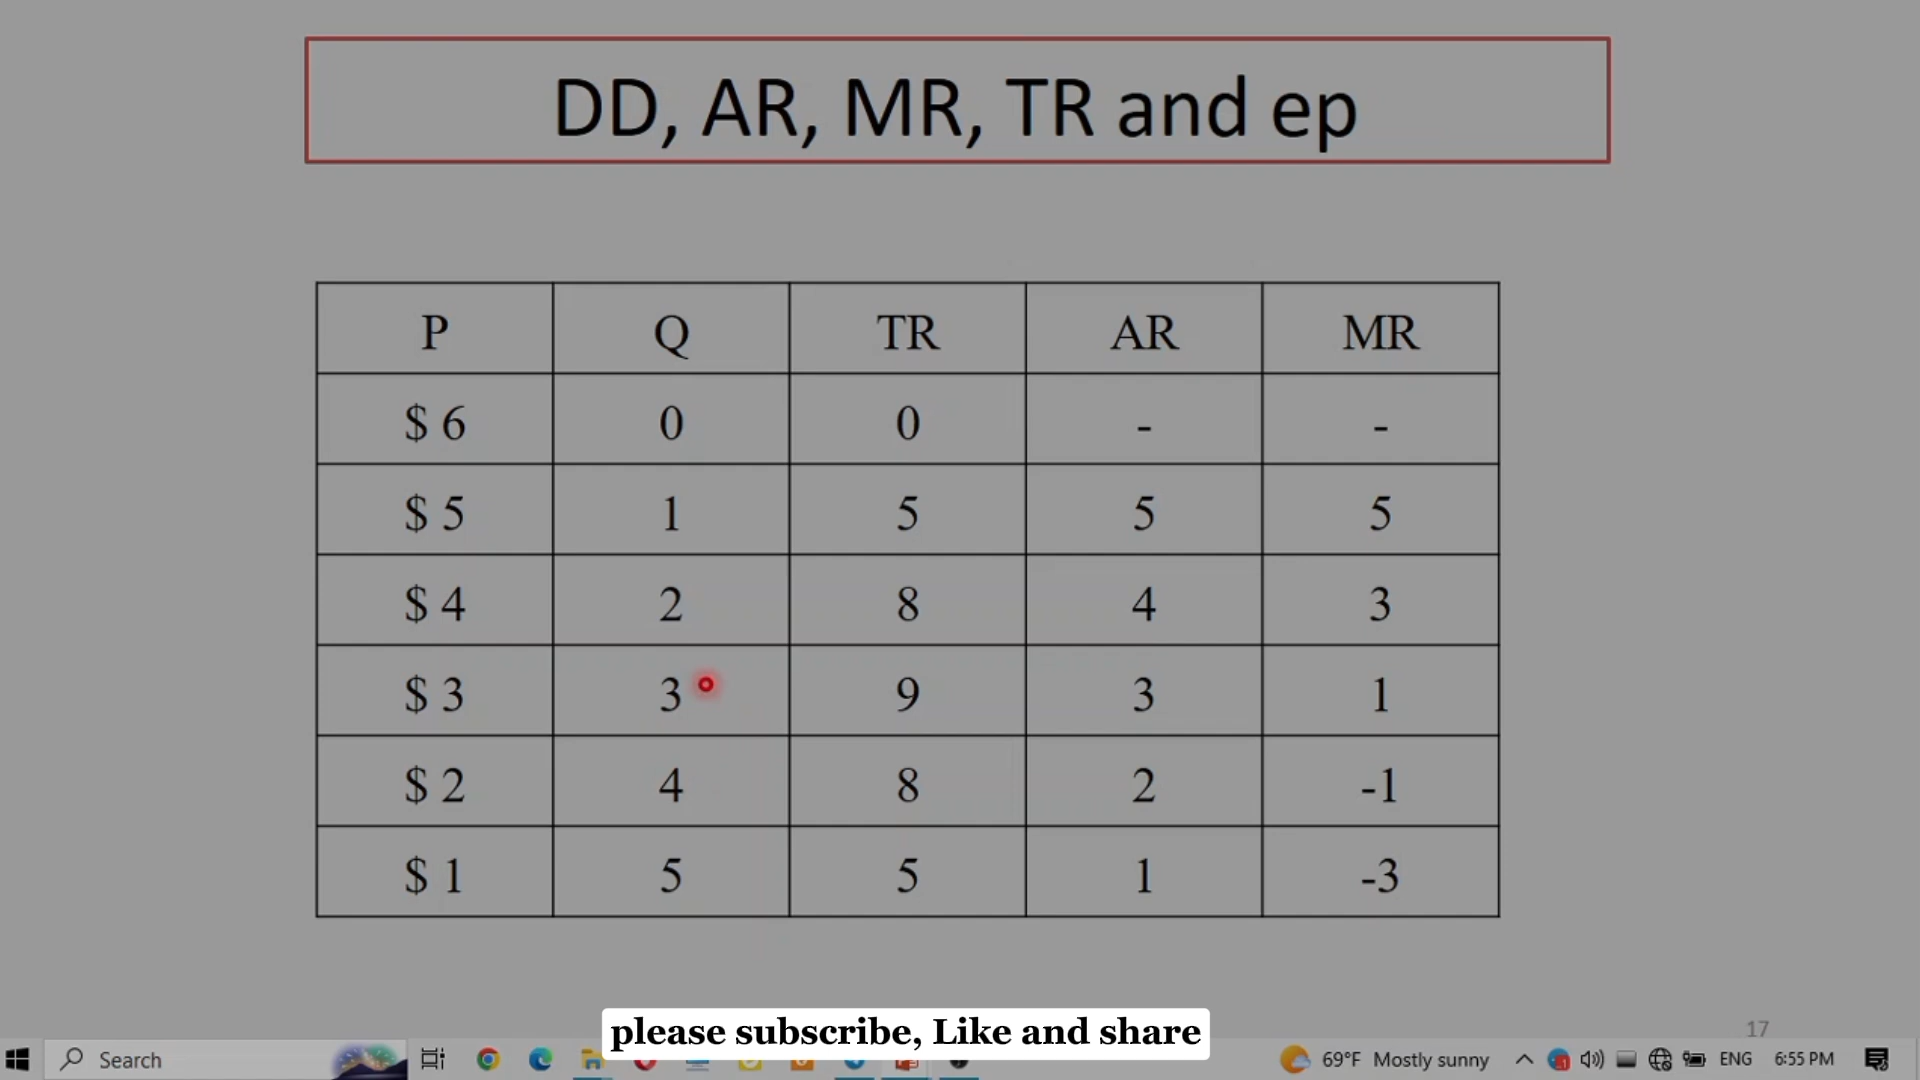 DD, AR, MR, TR and ep
P Q TR AR MR
$ 6 0 0 - -
$ 5 1 5 5 5
$ 4 2 8 4 3
$ 3 3 9 3 1
$ 2 4 8 2 -1
$ 1 5 5 1 -3
17
please subscribe, Like and share
Search 69°F Mostly sunny ENG 6:55 PM